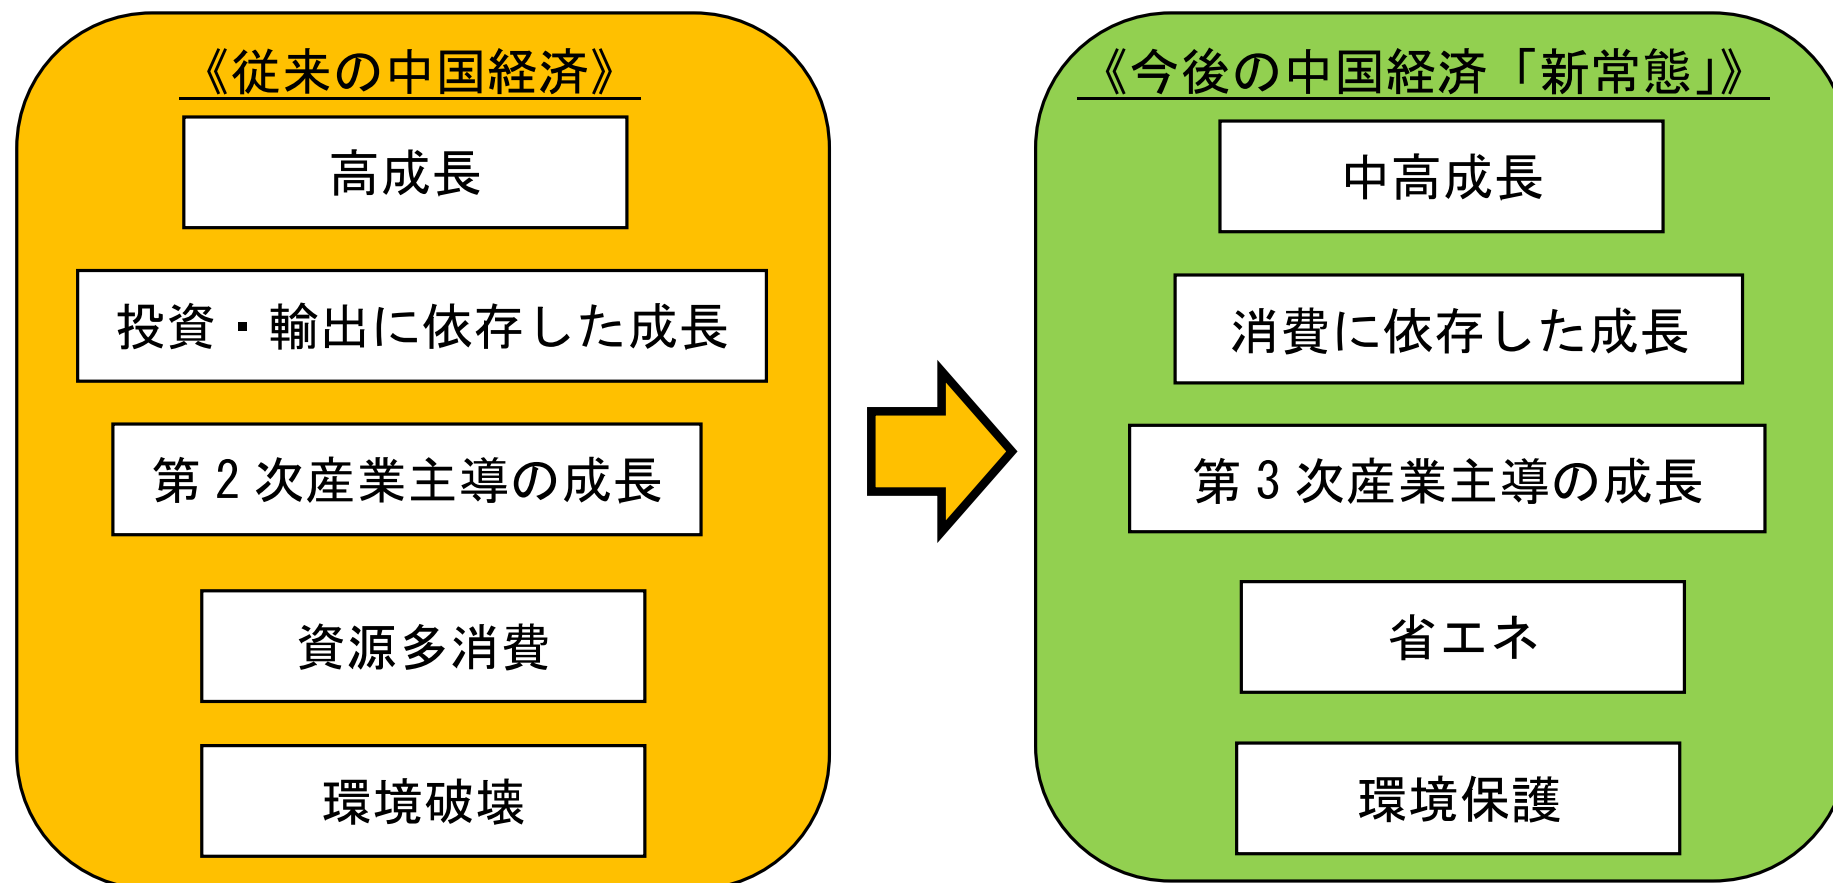 《従来の中国経済》
高成長
投資・輸出に依存した成長
第２次産業主導の成長
資源多消費
環境破壊
《今後の中国経済「新常態」》
中高成長
消費に依存した成長
第３次産業主導の成長
省エネ
環境保護